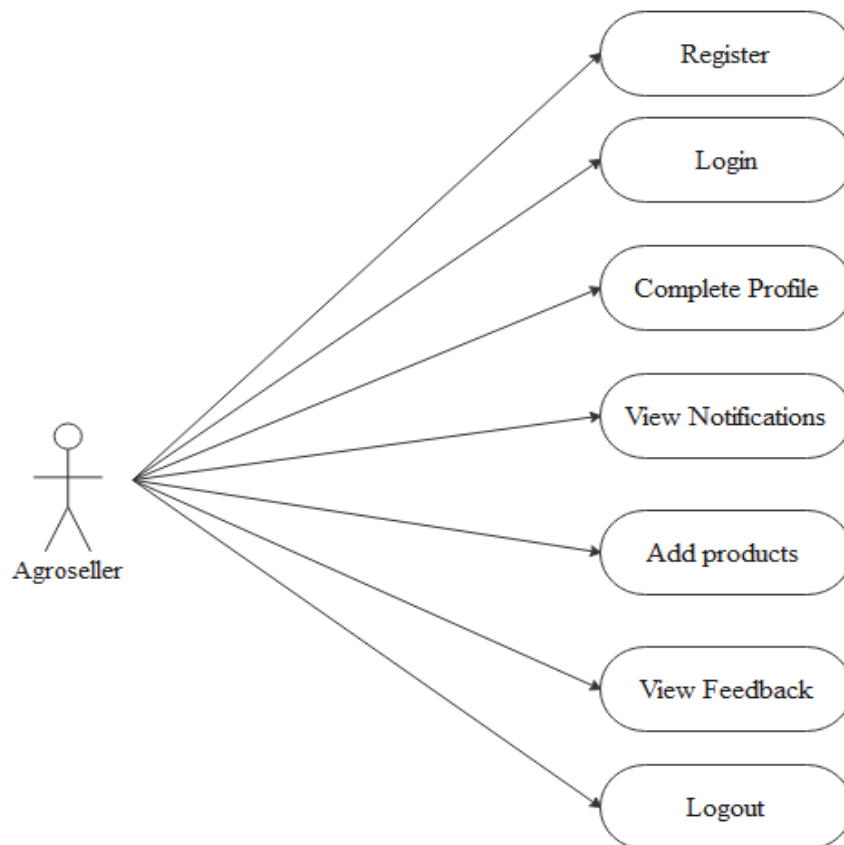 Register
Login
Complete Profile
View Notifications
Agroseller
Add products
View Feedback
Logout